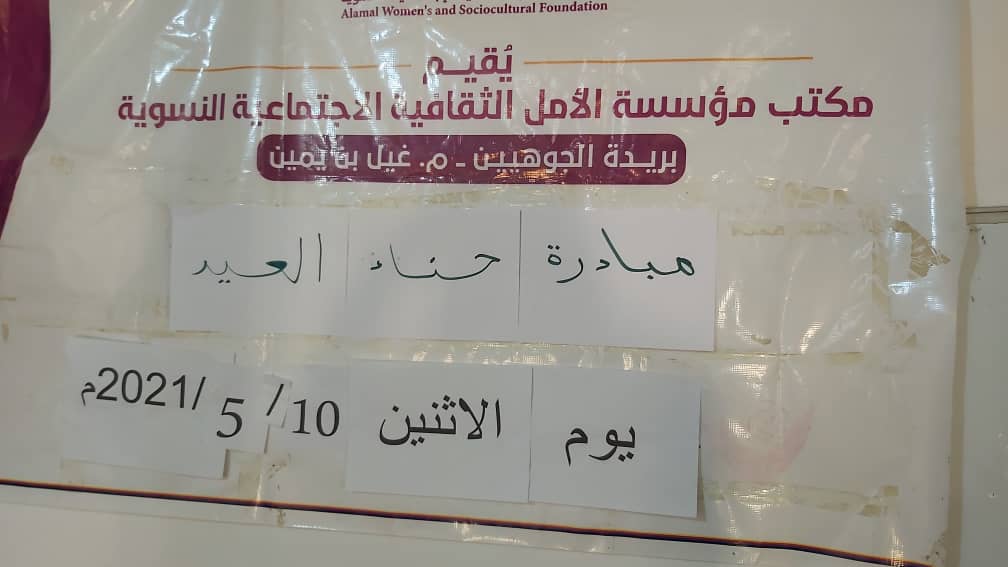 Alamal Women's and Sociocultural Foundation
يُقيم
مكتب مؤسسة الأمل الثقافية الاجتماعية النسوية
بريدة الجوهيين - م. غيل بن يمين
مبادرة حناء العيد
يوم الاثنين 10/ 5 /2021م